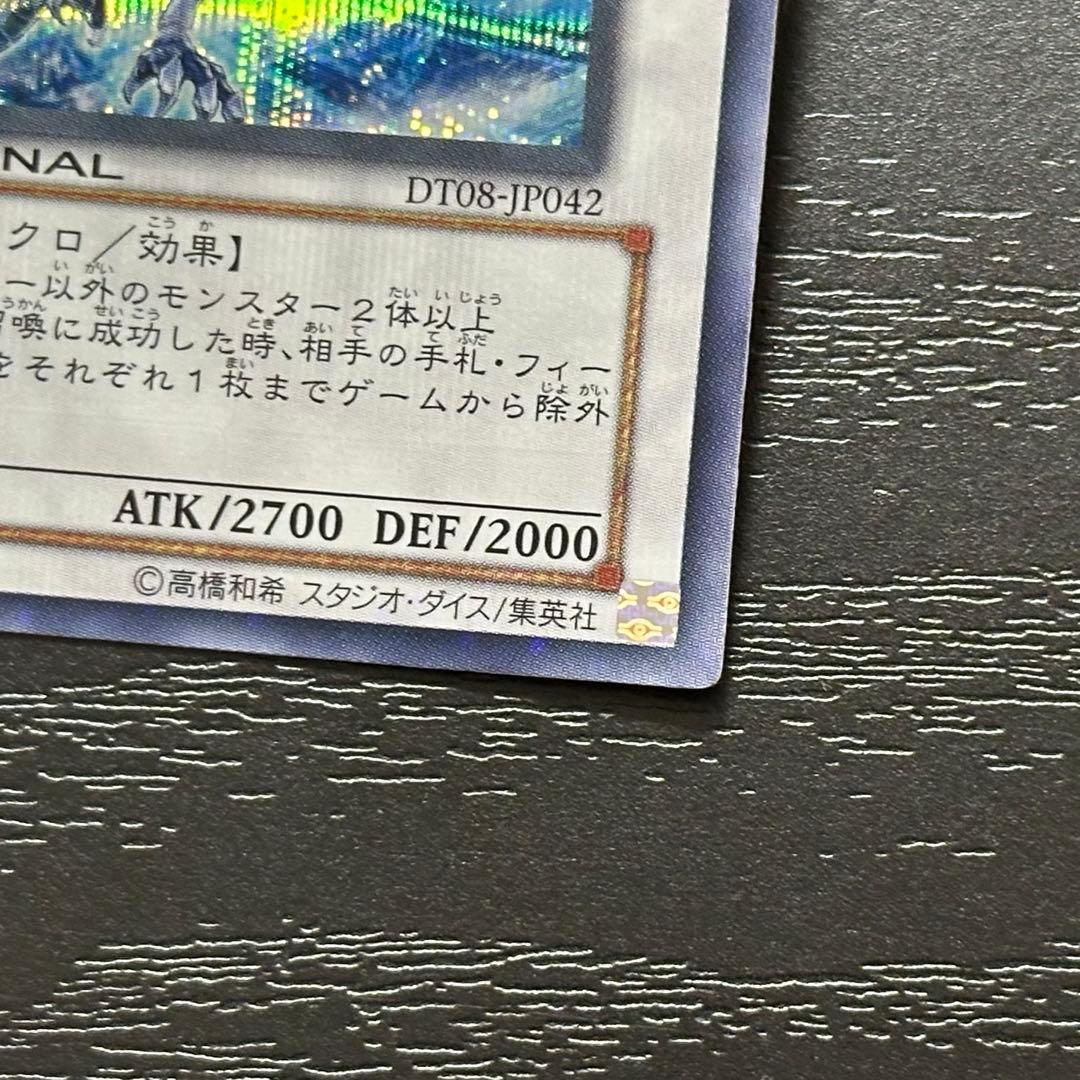 NAL
DT08-JP042
クロ／効果】
ー以外のモンスター２体以上
喚に成功した時、相手の手札・フィー
をそれぞれ１枚までゲームから除外
ATK/2700 DEF/2000
©高橋和希 スタジオ・ダイス/集英社